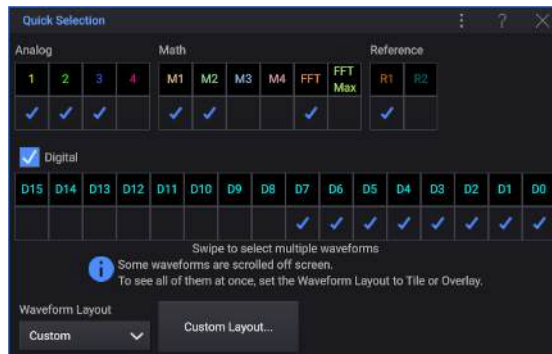 Quick Selection ?
Analog Math Reference
1 2 3 4 M1 M2 M3 M4 FFT FFT Max R1 R2
Digital
D15 D14 D13 D12 D11 D10 D9 D8 D7 D6 D5 D4 D3 D2 D1 D0
Swipe to select multiple waveforms
Some waveforms are scrolled off screen.
To see all of them at once, set the Waveform Layout to Tile or Overlay.
Waveform Layout
Custom Custom Layout...